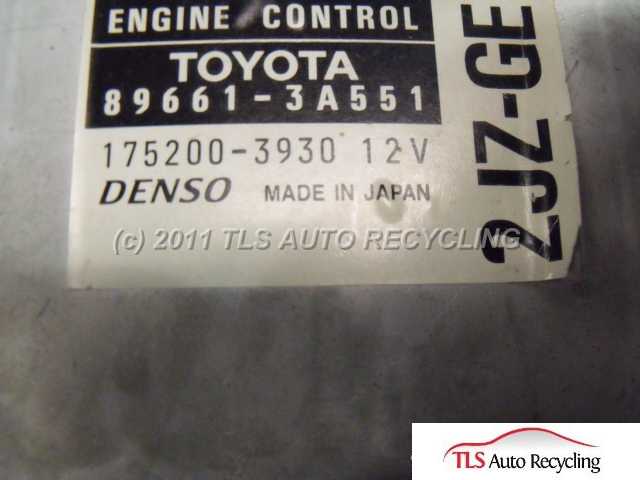 ENGINE CONTROL
TOYOTA
89661-3A551
175200-3930 12V
DENSO MADE IN JAPAN
2JZ-GE
(c) 2011 TLS AUTO RECYCLING
TLS Auto Recycling